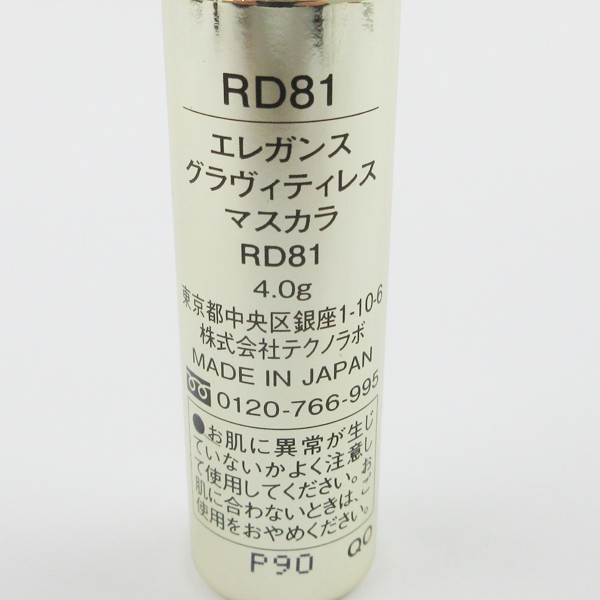 RD81
エレガンス
グラヴィティレス
マスカラ
RD81
4.0g
東京都中央区銀座1-10-6
株式会社テクノラボ
MADE IN JAPAN
0120-766-995
●お肌に異常が生じ
ていないかよく注意し
て使用してください。お
肌に合わないときは、ご
使用をおやめください。
P90 QO